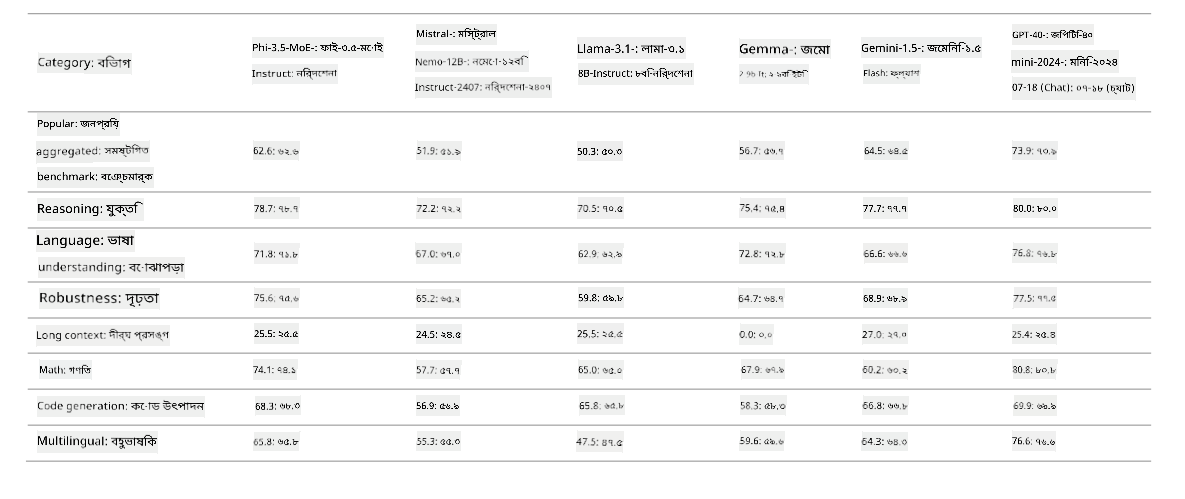 Category: বিভাগ
Phi-3.5-MoE-: ফাই-৩.৫-মোই
Instruct: নির্দেশনা
Mistral-: মিস্ট্রাল
Nemo-12B-: নেমো-১২বি
Instruct-2407: নির্দেশনা-২৪০৭
Llama-3.1-: লামা-৩.১
8B-Instruct: ৮বি-নির্দেশনা
Gemma-: জেমা
Gemini-1.5-: জেমিনি-১.৫
Flash: ফ্ল্যাশ
GPT-4O-: জিপিটি-৪o
mini-2024-: মিনি-২০২৪
07-18 (Chat): ০৭-১৮ (চ্যাট)
Popular: জনপ্রিয়
aggregated: সমষ্টিগত
benchmark: বেঞ্চমার্ক
62.6: ৬২.৬
51.9: ৫১.৯
50.3: ৫০.৩
56.7: ৫৬.৭
64.5: ৬৪.৫
73.9: ৭৩.৯
Reasoning: যুক্তি
78.7: ৭৮.৭
72.2: ৭২.২
70.5: ৭০.৫
75.4: ৭৫.৪
77.7: ৭৭.৭
80.0: ৮০.০
Language: ভাষা
understanding: বোঝাপড়া
71.8: ৭১.৮
67.0: ৬৭.০
62.9: ৬২.৯
72.8: ৭২.৮
66.6: ৬৬.৬
76.8: ৭৬.৮
Robustness: দৃঢ়তা
75.6: ৭৫.৬
65.2: ৬৫.২
59.8: ৫৯.৮
64.7: ৬৪.৭
68.9: ৬৮.৯
77.5: ৭৭.৫
Long context: দীর্ঘ প্রসঙ্গ
25.5: ২৫.৫
24.5: ২৪.৫
25.5: ২৫.৫
0.0: ০.০
27.0: ২৭.০
25.4: ২৫.৪
Math: গণিত
74.1: ৭৪.১
57.7: ৫৭.৭
65.0: ৬৫.০
67.9: ৬৭.৯
60.2: ৬০.২
80.8: ৮০.৮
Code generation: কোড উৎপাদন
68.3: ৬৮.৩
56.9: ৫৬.৯
65.8: ৬৫.৮
58.3: ৫৮.৩
66.8: ৬৬.৮
69.9: ৬৯.৯
Multilingual: বহুভাষিক
65.8: ৬৫.৮
55.3: ৫৫.৩
47.5: ৪৭.৫
59.6: ৫৯.৬
64.3: ৬৪.৩
76.6: ৭৬.৬